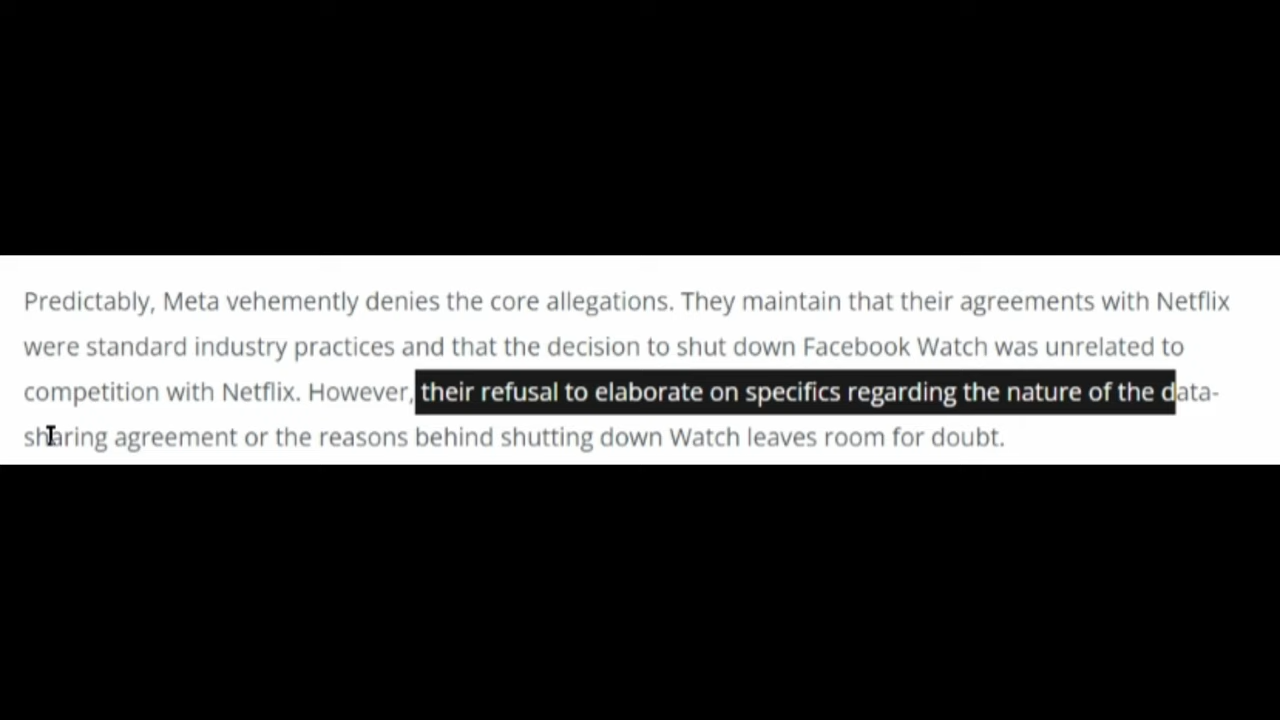 Predictably, Meta vehemently denies the core allegations. They maintain that their agreements with Netflix
were standard industry practices and that the decision to shut down Facebook Watch was unrelated to
competition with Netflix. However, their refusal to elaborate on specifics regarding the nature of the data-
sharing agreement or the reasons behind shutting down Watch leaves room for doubt.